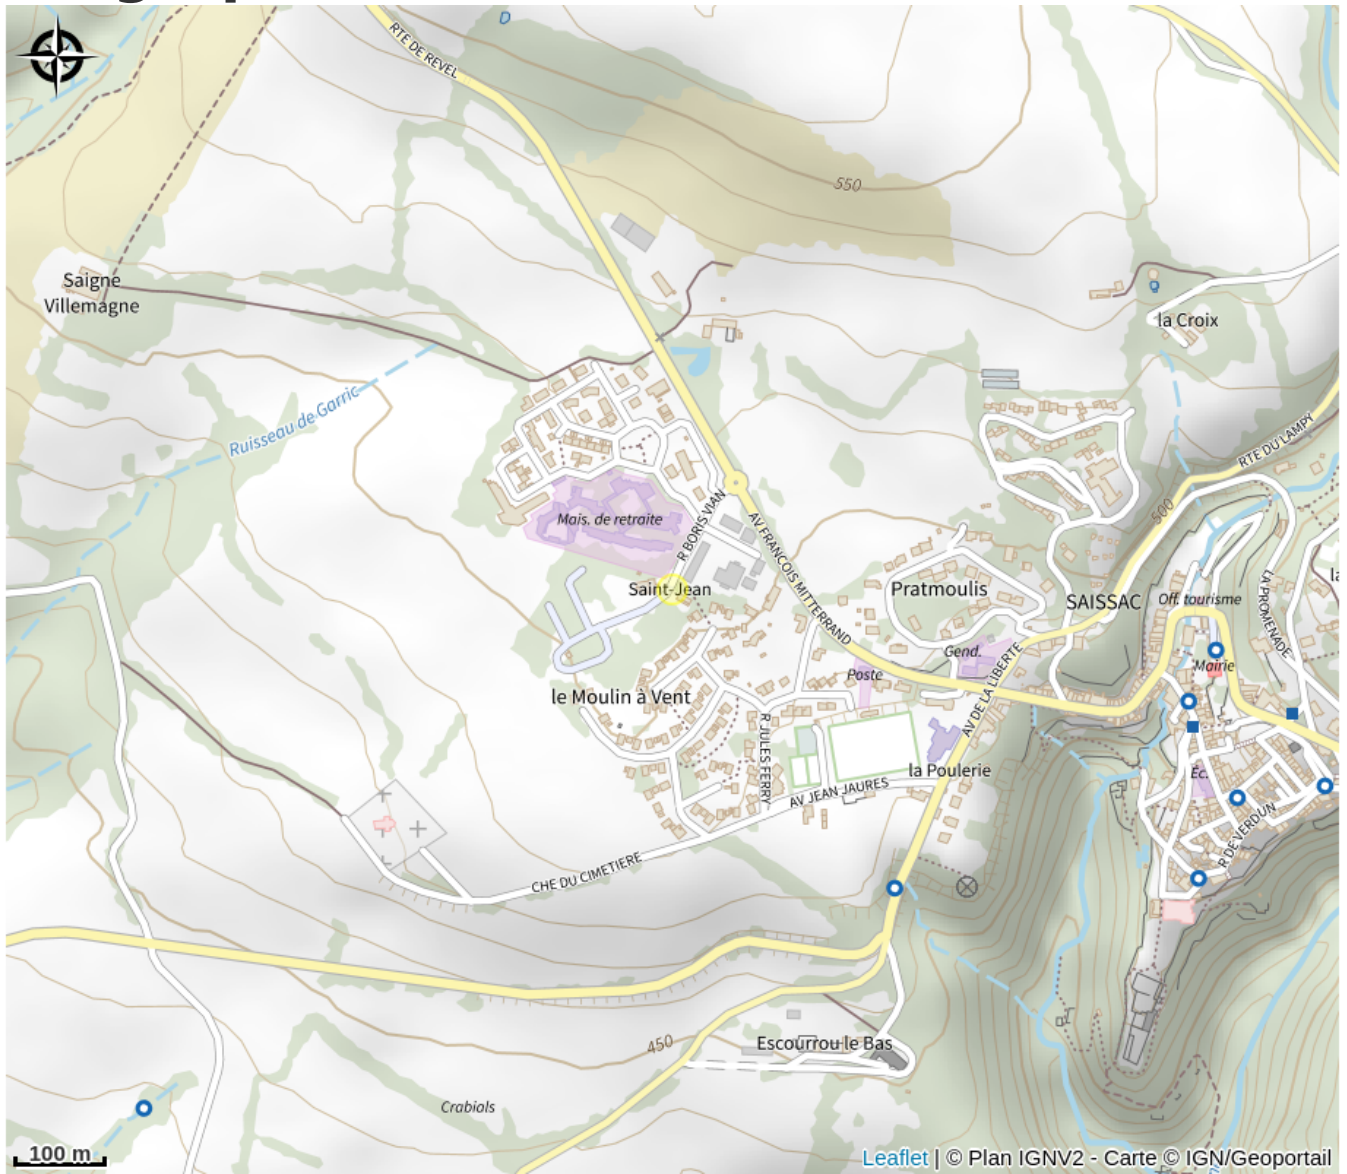 RTE DE REVEL
550
Saigne
Villemagne
la Croix
Ruisseau de Garric
RTE DU LAMPY
500
Mais. de retraite
R BORIS VIAN
AV FRANCOIS MITTERRAND
Saint-Jean
Pratmoulis
SAISSAC
Off. tourisme
LA PROMENADE
la
Gend.
Mairie
Poste
AV DE LA LIBERTE
le Moulin à Vent
R JULES FERRY
la Poulerie
Éc.
AV JEAN JAURES
R DE VERDUN
CHE DU CIMETIERE
450
Escourrou le Bas
Crabiols
100 m
Leaflet | © Plan IGNV2 - Carte © IGN/Geoportail